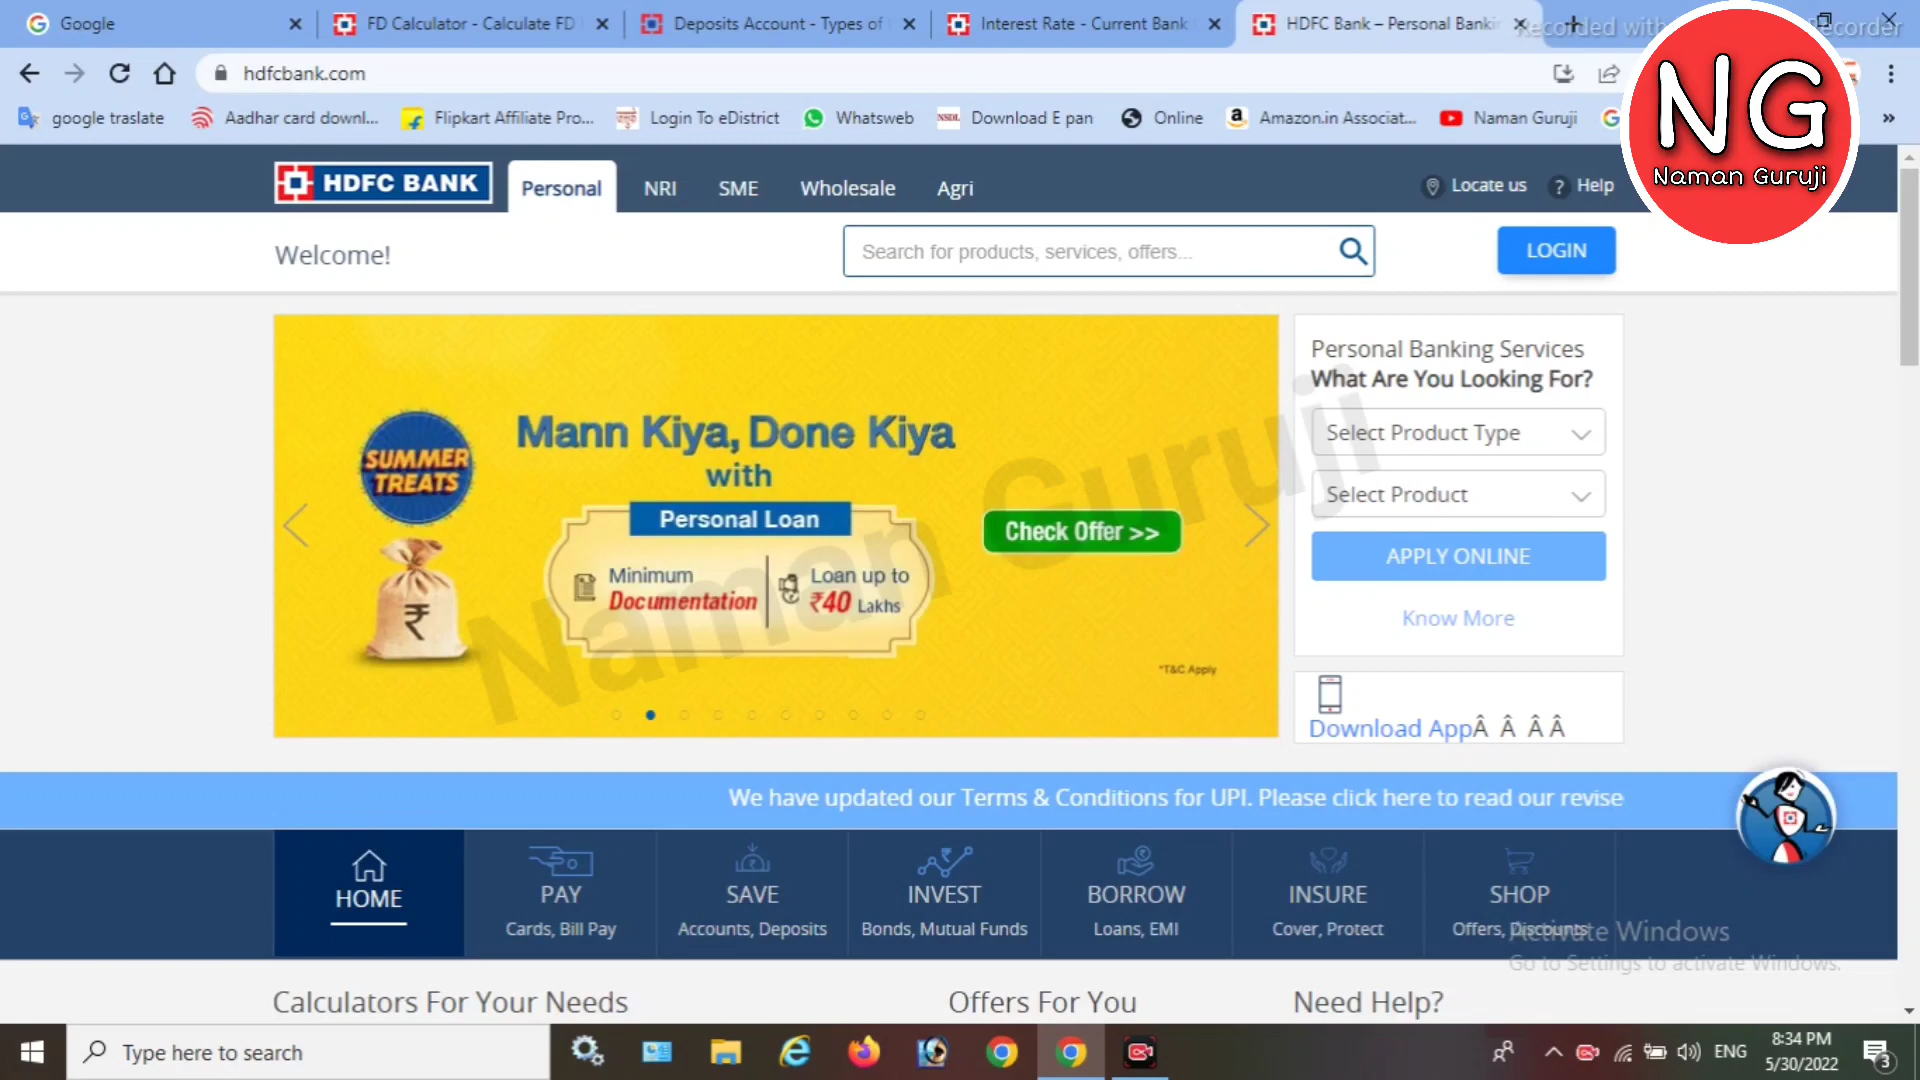 Google
FD Calculator - Calculate FD
Deposits Account - Types of
Interest Rate - Current Bank
HDFC Bank – Personal Bankin
Recorded with
ecorder
hdfcbank.com
google traslate
Aadhar card downl...
Flipkart Affiliate Pro...
Login To eDistrict
Whatsweb
NSDL
Download E pan
Online
Amazon.in Associat...
Naman Guruji
»
NG
Naman Guruji
HDFC BANK
Personal
NRI
SME
Wholesale
Agri
Locate us
? Help
Welcome!
Search for products, services, offers...
LOGIN
SUMMER
TREATS
Mann Kiya, Done Kiya
with
Personal Loan
Minimum
Documentation
Loan up to
₹40 Lakhs
₹
Check Offer >>
*T&C Apply
Naman Guruji
Personal Banking Services
What Are You Looking For?
Select Product Type
Select Product
APPLY ONLINE
Know More
Download AppÂ Â Â Â
We have updated our Terms & Conditions for UPI. Please click here to read our revise
HOME
PAY
Cards, Bill Pay
SAVE
Accounts, Deposits
INVEST
Bonds, Mutual Funds
BORROW
Loans, EMI
INSURE
Cover, Protect
SHOP
Offers, Discounts
Activate Windows
Go to Settings to activate Windows.
Calculators For Your Needs
Offers For You
Need Help?
Type here to search
ENG
8:34 PM
5/30/2022
3